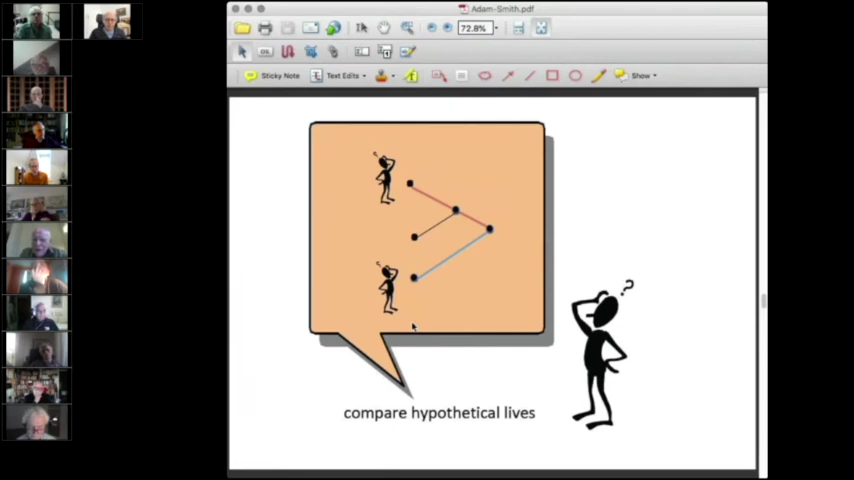 Adam-Smith.pdf
72.8%
Sticky Note
Text Edits
Show
?
?
?
compare hypothetical lives